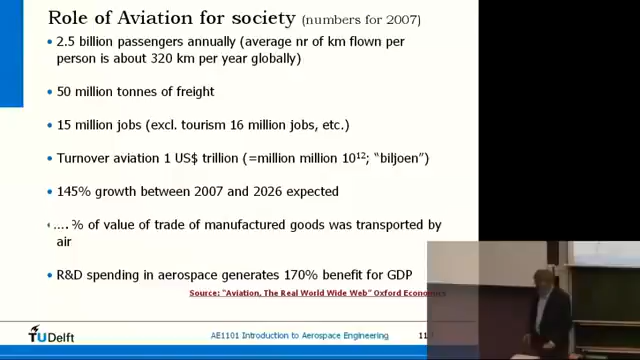 Role of Aviation for society (numbers for 2007)
• 2.5 billion passengers annually (average nr of km flown per
person is about 320 km per year globally)
• 50 million tonnes of freight
• 15 million jobs (excl. tourism 16 million jobs, etc.)
• Turnover aviation 1 US$ trillion (=million million 10¹²; “biljoen”)
• 145% growth between 2007 and 2026 expected
• .... % of value of trade of manufactured goods was transported by
air
• R&D spending in aerospace generates 170% benefit for GDP
Source: “Aviation, The Real World Wide Web” Oxford Economics
TUDelft
AE1101 Introduction to Aerospace Engineering
11